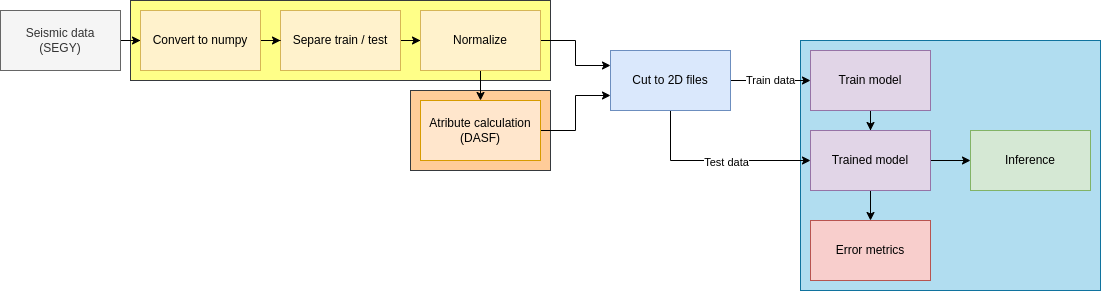 Seismic data
(SEGY)
Convert to numpy
Separe train / test
Normalize
Atribute calculation
(DASF)
Cut to 2D files
Train data
Test data
Train model
Trained model
Inference
Error metrics